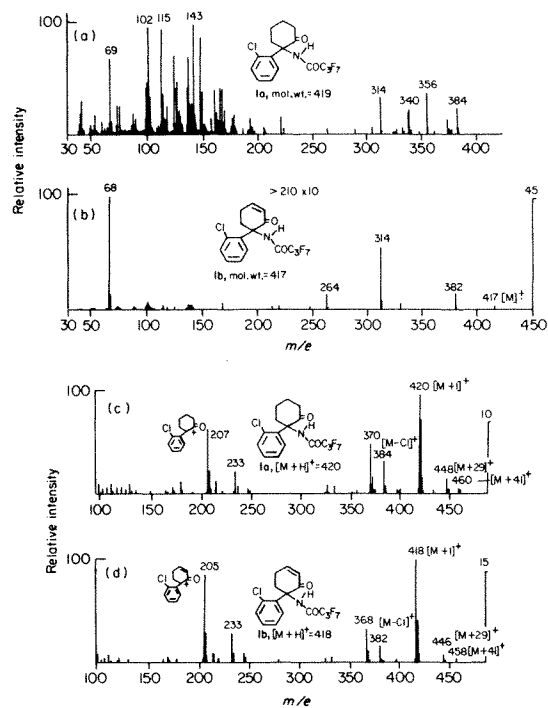 100
(a)
69
102
115
143
Cl
O
H
N
COC3F7
1a, mol.wt.=419
314
340
356
384
30 50 100 150 200 250 300 350 400
Relative intensity
100
(b)
68
> 210 x10
45
Cl
O
H
N
COC3F7
1b, mol.wt.=417
264
314
382
417 [M]+
30 50 100 150 200 250 300 350 400 450
m/e
100
(c)
Cl
O
+
207
233
Cl
O
H
N
COC3F7
1a, [M+H]+=420
370
384
[M-Cl]+
420 [M+1]+
10
448[M+29]+
460 [M+41]+
100 150 200 250 300 350 400 450
Relative intensity
100
(d)
Cl
O
+
205
233
Cl
O
H
N
COC3F7
1b, [M+H]+=418
368
[M-Cl]+
382
418[M+1]+
15
446
[M+29]+
458[M+41]+
100 150 200 250 300 350 400 450
m/e